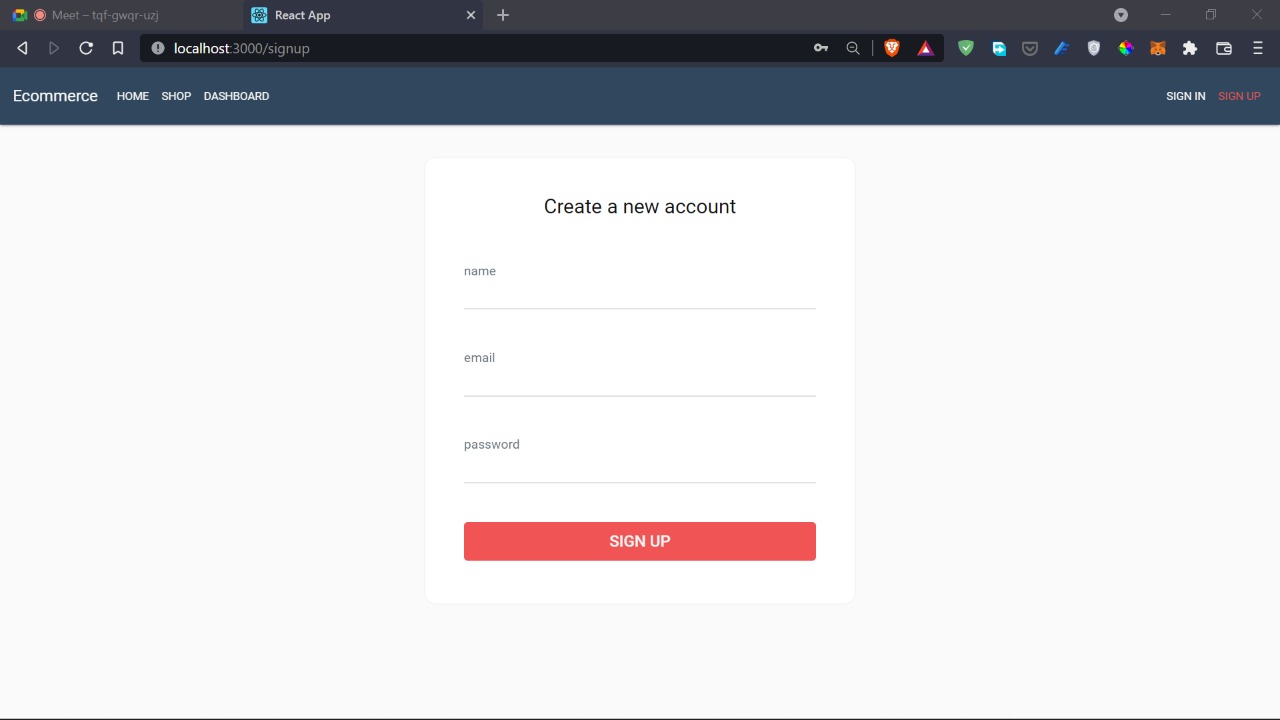 Meet – tqf-gwqr-uzj
React App
localhost:3000/signup
Ecommerce HOME SHOP DASHBOARD SIGN IN SIGN UP
Create a new account
name
email
password
SIGN UP